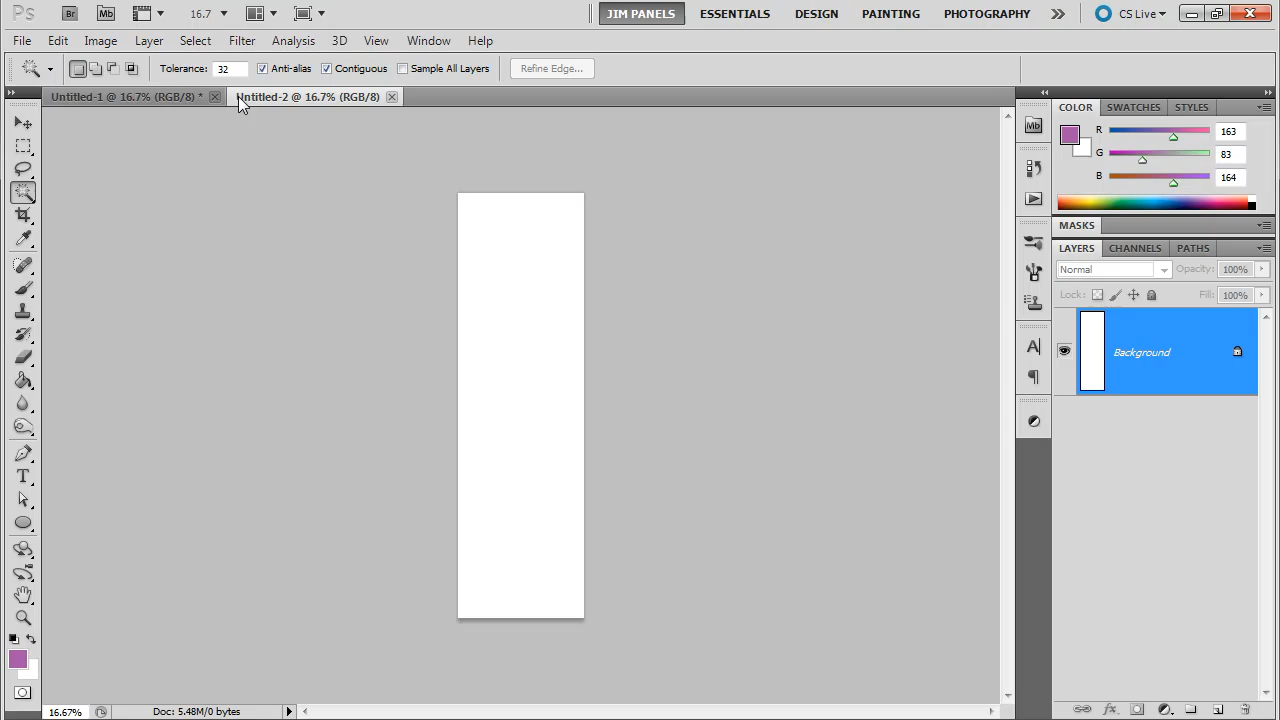 Ps Br Mb 16.7 JIM PANELS ESSENTIALS DESIGN PAINTING PHOTOGRAPHY CS Live
File Edit Image Layer Select Filter Analysis 3D View Window Help
Tolerance: 32 Anti-alias Contiguous Sample All Layers Refine Edge...
Untitled-1 @ 16.7% (RGB/8) * Untitled-2 @ 16.7% (RGB/8)
COLOR SWATCHES STYLES
Mb
R 163
G 83
B 164
MASKS
LAYERS CHANNELS PATHS
Normal Opacity: 100%
Lock: Fill: 100%
Background
A
T
16.67% Doc: 5.48M/0 bytes
fx